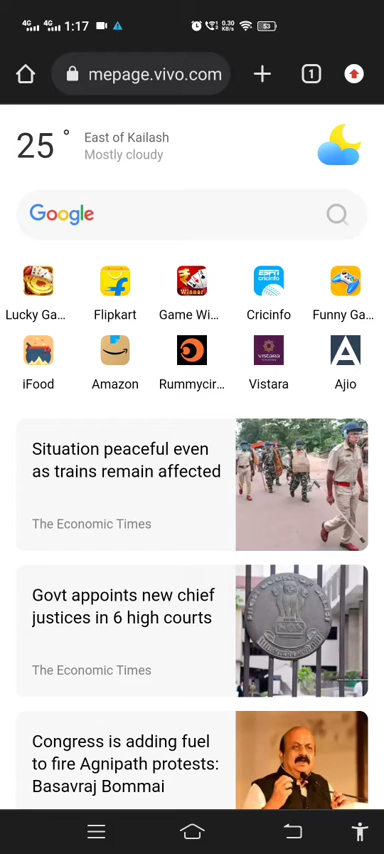 4G 4G 1:17 0.30 KB/s 53
mepage.vivo.com 1
25° East of Kailash
Mostly cloudy
Google
Lucky Ga... Flipkart Game Wi... Cricinfo Funny Ga...
iFood Amazon Rummycir... Vistara Ajio
Situation peaceful even
as trains remain affected
The Economic Times
Govt appoints new chief
justices in 6 high courts
The Economic Times
Congress is adding fuel
to fire Agnipath protests:
Basavraj Bommai